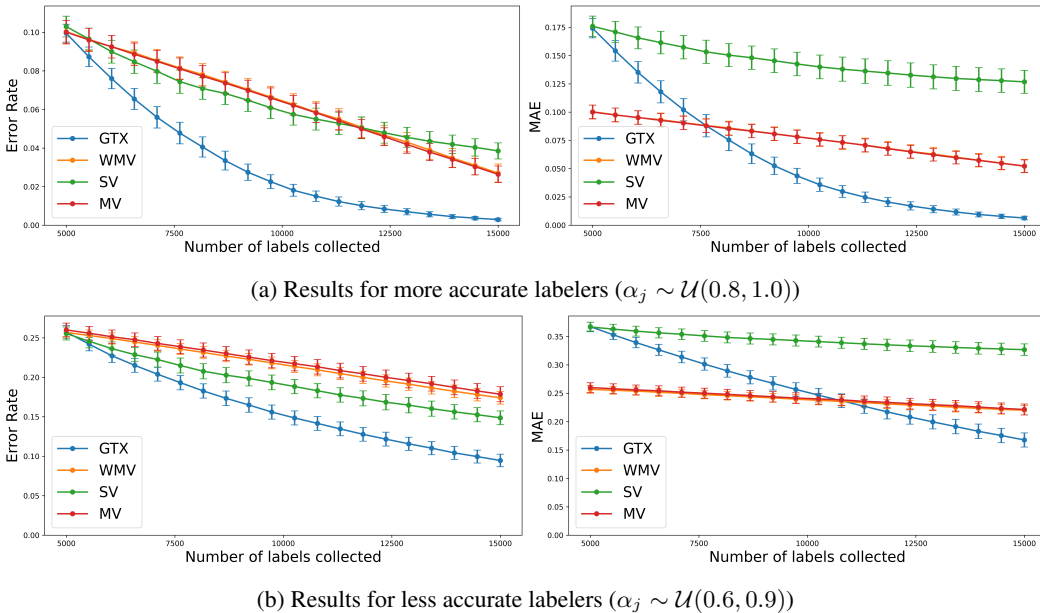 0.10
0.08
0.06
0.04
0.02
0.00
Error Rate
GTX
WMV
SV
MV
5000 7500 10000 12500 15000
Number of labels collected
0.175
0.150
0.125
0.100
0.075
0.050
0.025
0.000
MAE
GTX
WMV
SV
MV
5000 7500 10000 12500 15000
Number of labels collected
(a) Results for more accurate labelers (αⱼ ∼ 𝒰(0.8, 1.0))
0.25
0.20
0.15
0.10
0.05
0.00
Error Rate
GTX
WMV
SV
MV
5000 7500 10000 12500 15000
Number of labels collected
0.35
0.30
0.25
0.20
0.15
0.10
0.05
0.00
MAE
GTX
WMV
SV
MV
5000 7500 10000 12500 15000
Number of labels collected
(b) Results for less accurate labelers (αⱼ ∼ 𝒰(0.6, 0.9))